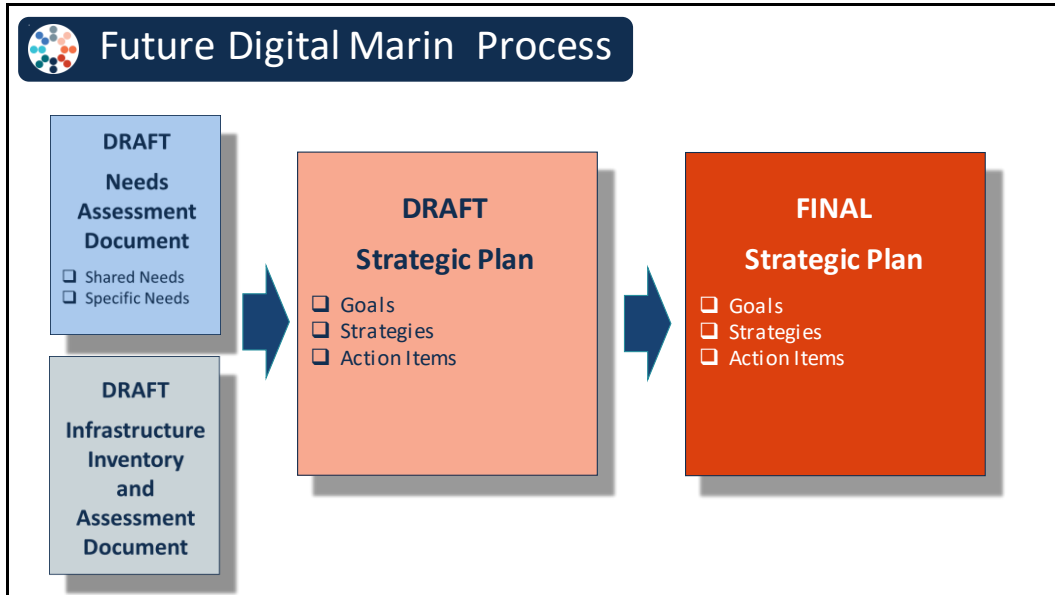 Future Digital Marin Process
DRAFT
Needs
Assessment
Document
❑ Shared Needs
❑ Specific Needs
DRAFT
Infrastructure
Inventory
and
Assessment
Document
DRAFT
Strategic Plan
❑ Goals
❑ Strategies
❑ Action Items
FINAL
Strategic Plan
❑ Goals
❑ Strategies
❑ Action Items